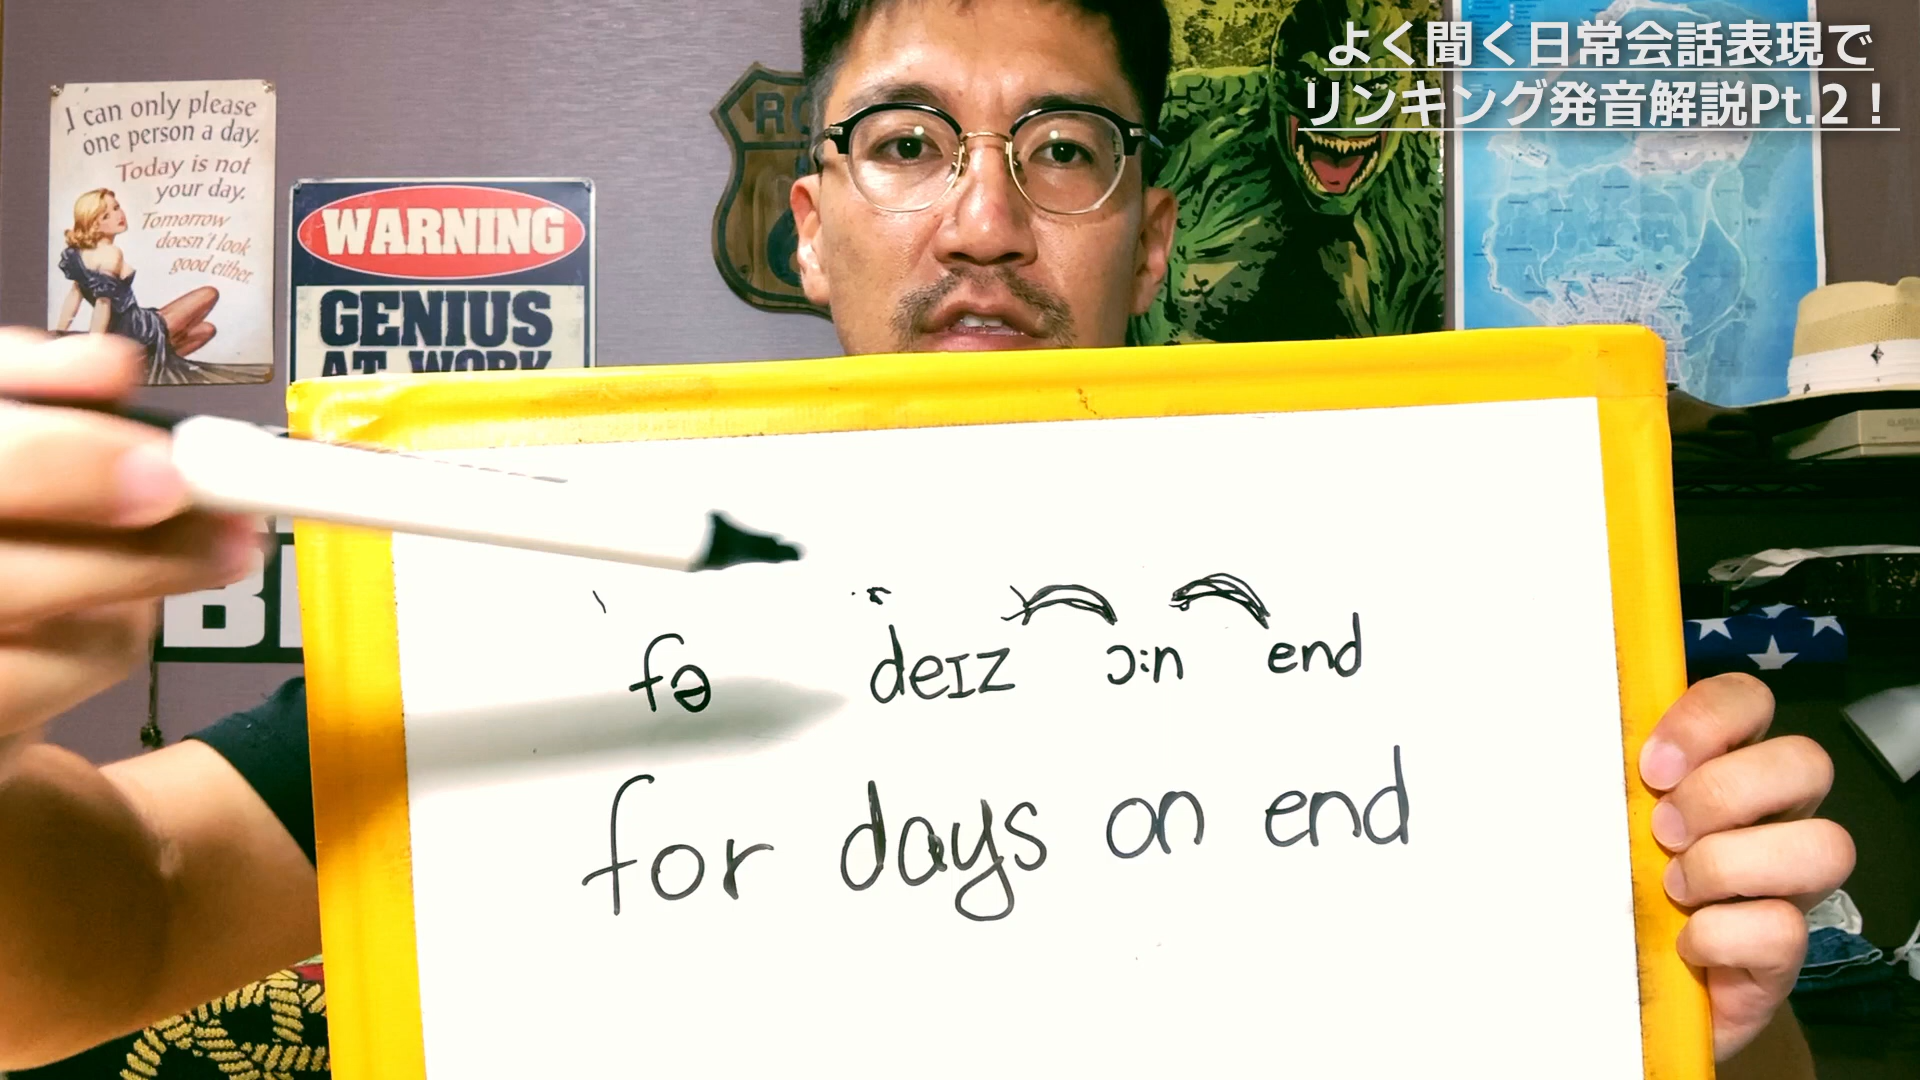 よく聞く日常会話表現で
リンキング発音解説Pt.2！
I can only please
one person a day.
Today is not
your day.
Tomorrow
doesn't look
good either.
WARNING
GENIUS
AT WORK
fə deɪz ɔːn end
for days on end